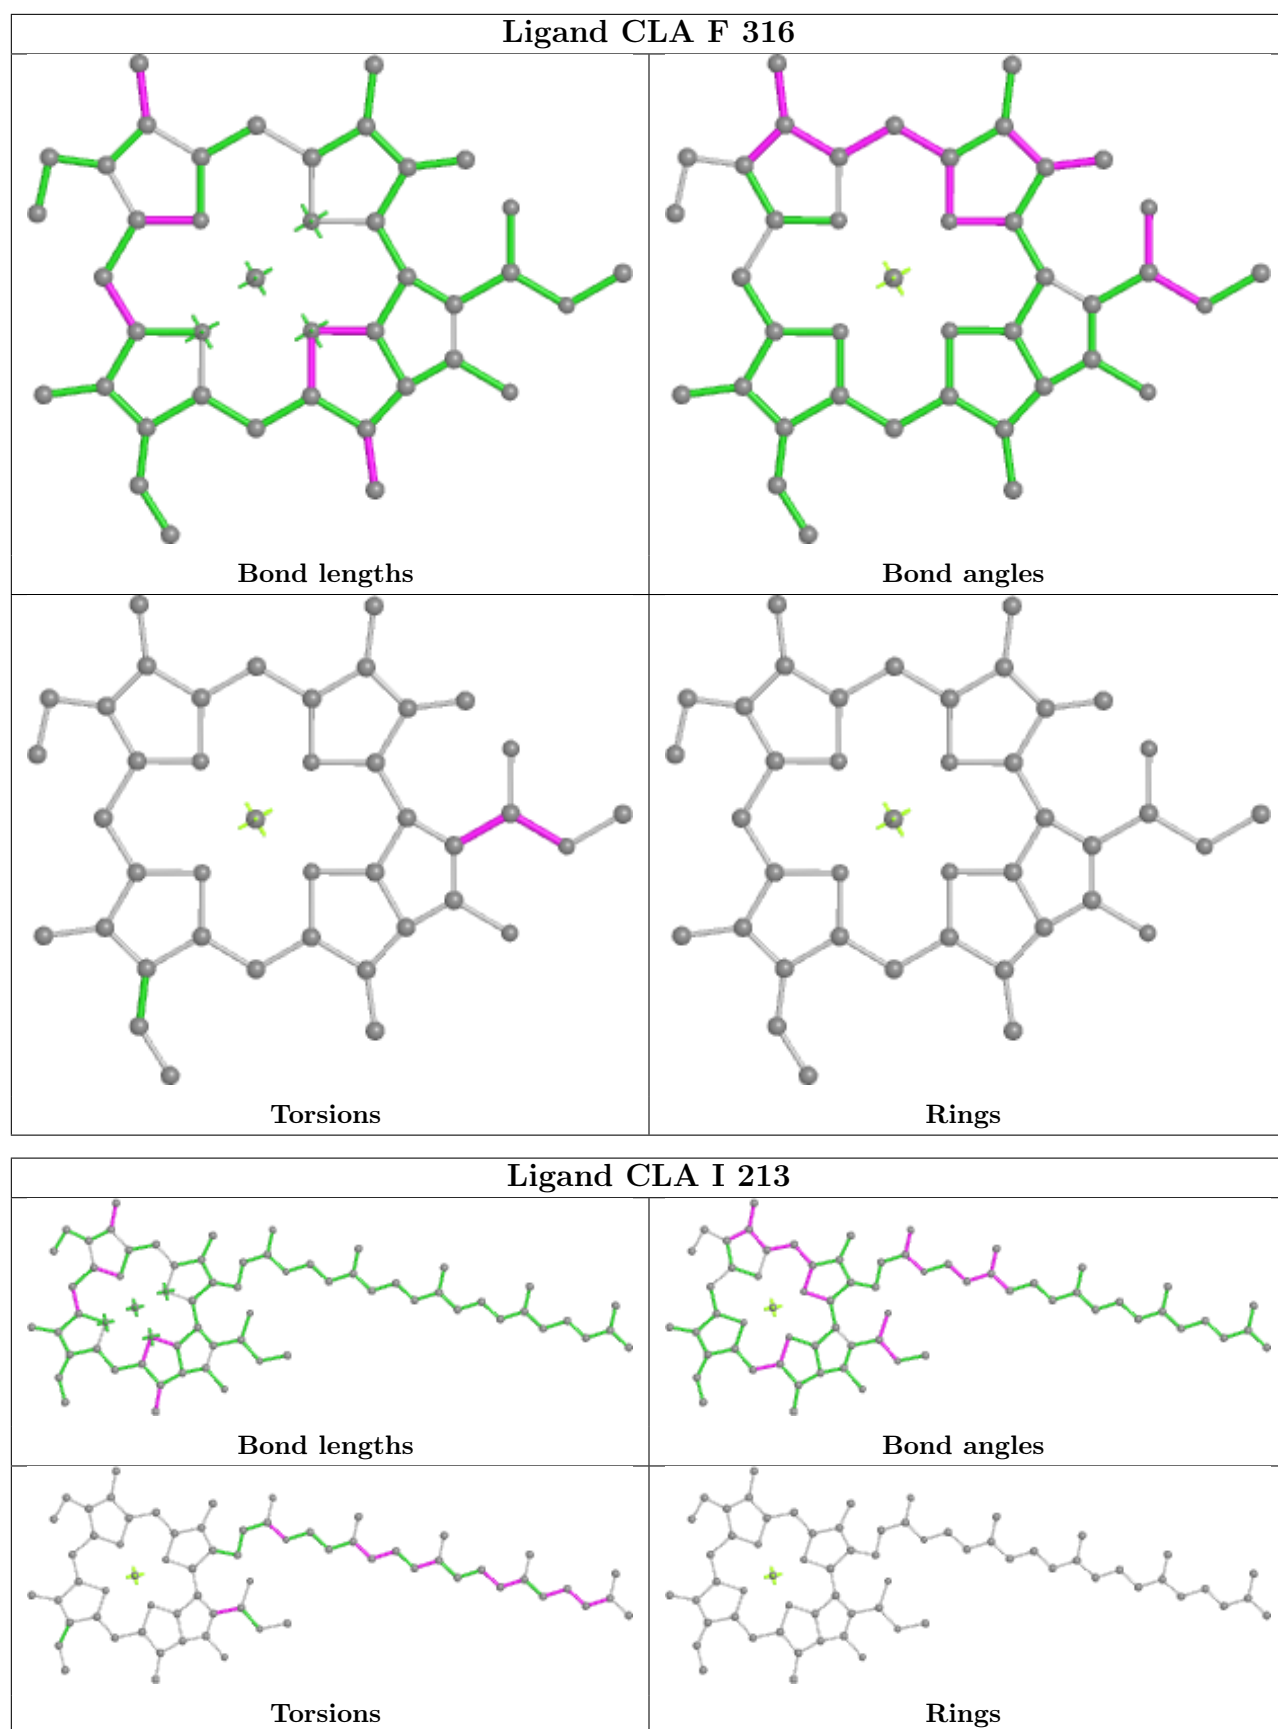 Ligand CLA F 316
Bond lengths
Bond angles
Torsions
Rings
Ligand CLA I 213
Bond lengths
Bond angles
Torsions
Rings